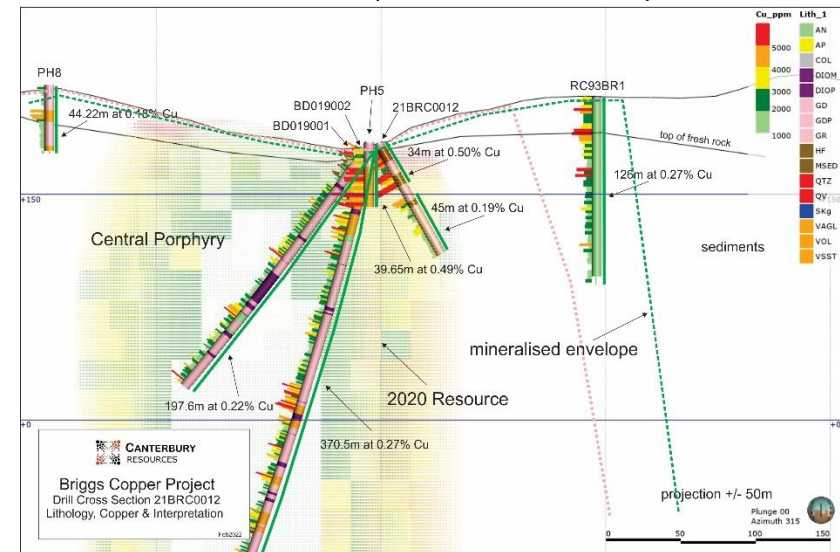 Cu_ppm
Lith_1
5000
4000
3000
2000
1000
AN
AP
COL
DIOM
DIOP
GD
GDP
GR
HF
MSED
QTZ
QV
SKg
VAGL
VOL
VSST
PH8
RC93BR1
PH5
BD019002
21BRC0012
BD019001
44.22m at 0.18% Cu
top of fresh rock
34m at 0.50% Cu
126m at 0.27% Cu
+150
45m at 0.19% Cu
Central Porphyry
sediments
39.65m at 0.49% Cu
mineralised envelope
2020 Resource
197.6m at 0.22% Cu
+0
370.5m at 0.27% Cu
CANTERBURY
RESOURCES
Briggs Copper Project
Drill Cross Section 21BRC0012
Lithology, Copper & Interpretation
Feb2022
projection +/- 50m
Plunge 00
Azimuth 315
0 50 100 150